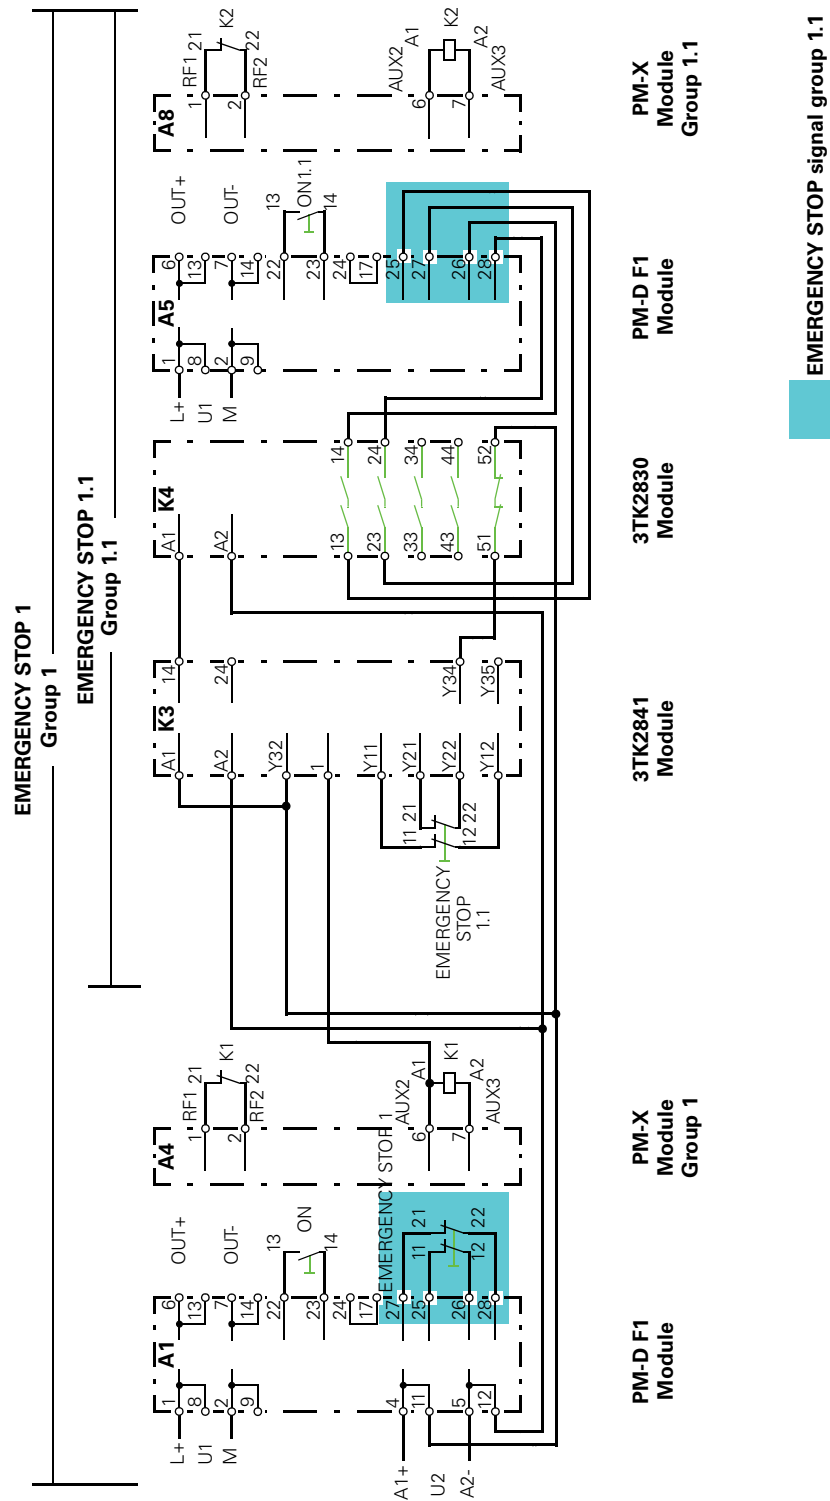 EMERGENCY STOP 1
Group 1
EMERGENCY STOP 1.1
Group 1.1
A1
L+
U1
M
1
8
2
9
6
13
7
14
OUT+
OUT-
22
23
24
17
13
14
ON
EMERGENCY STOP 1
27
25
26
28
11
21
12
22
A1+
U2
A2-
4
11
5
12
PM-D F1
Module
A4
1
2
RF1
RF2
21
22
K1
6
7
AUX2
AUX3
A1
A2
K1
PM-X
Module
Group 1
EMERGENCY
STOP
1.1
11
21
12
22
K3
A1
A2
Y32
1
Y11
Y21
Y22
Y12
14
24
Y34
Y35
3TK2841
Module
K4
A1
A2
13
23
33
43
51
14
24
34
44
52
3TK2830
Module
A5
L+
U1
M
1
8
2
9
6
13
7
14
OUT+
OUT-
22
23
24
17
13
14
ON1.1
25
27
26
28
PM-D F1
Module
A8
1
2
RF1
RF2
21
22
K2
6
7
AUX2
AUX3
A1
A2
K2
PM-X
Module
Group 1.1
EMERGENCY STOP signal group 1.1